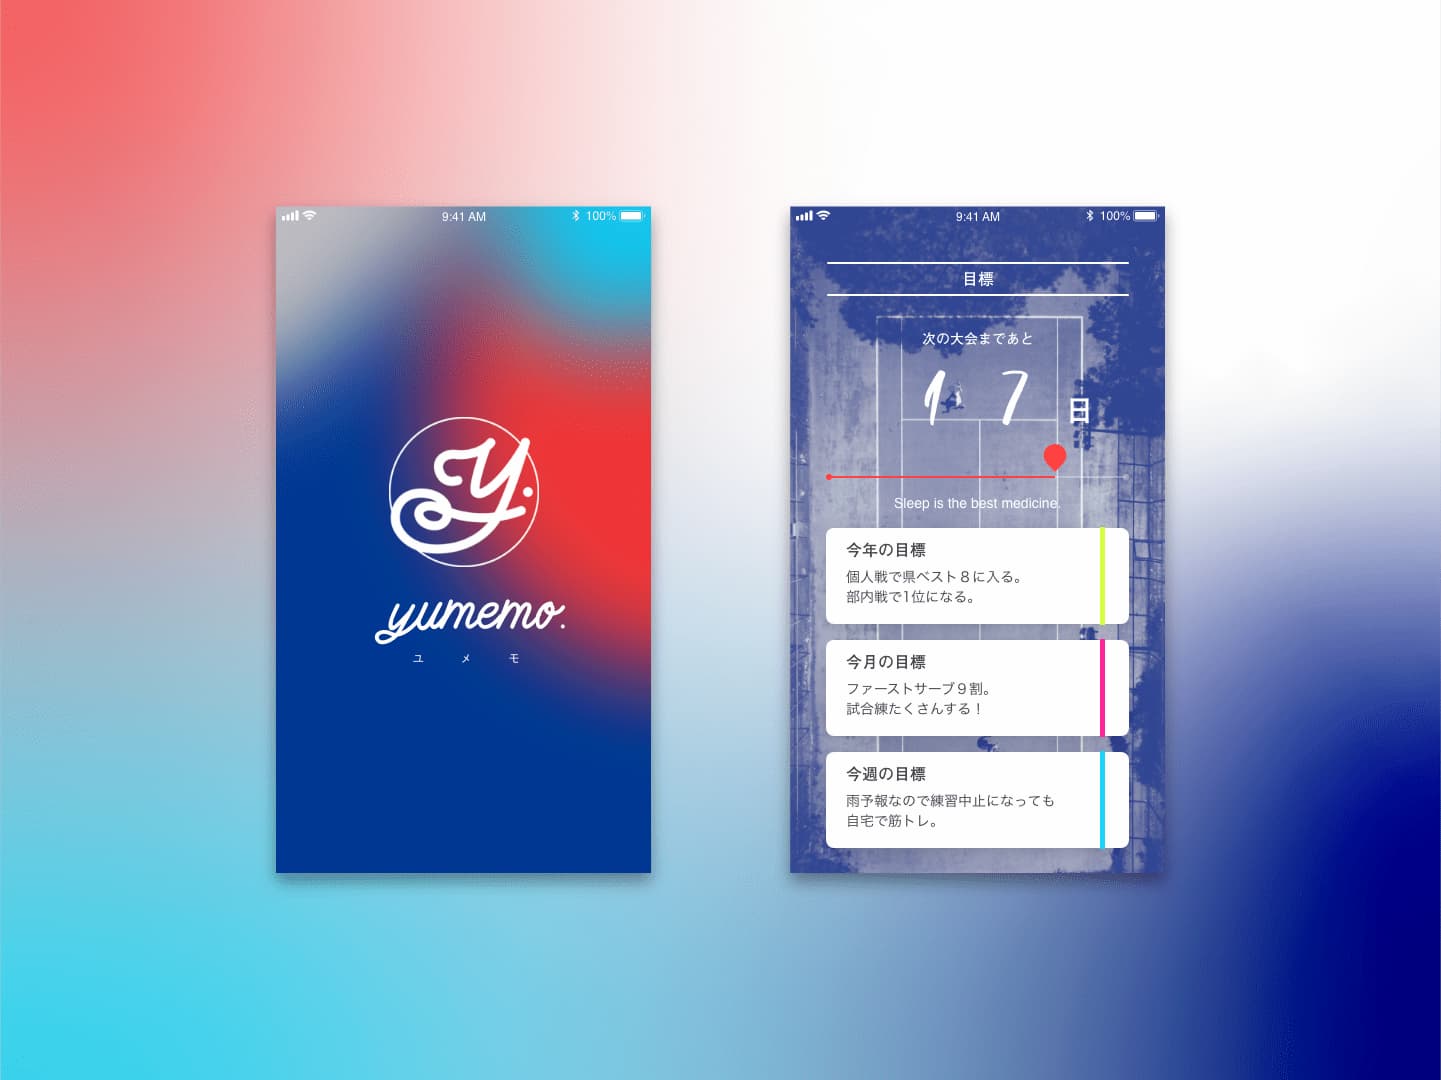 9:41 AM
100%
Y.
yumemo.
ユメモ
9:41 AM
100%
目標
次の大会まであと
17日
Sleep is the best medicine.
今年の目標
個人戦で県ベスト８に入る。
部内戦で1位になる。
今月の目標
ファーストサーブ９割。
試合練たくさんする！
今週の目標
雨予報なので練習中止になっても
自宅で筋トレ。